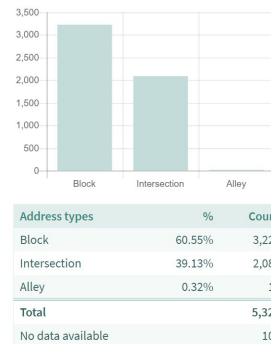 3,500
3,000
2,500
2,000
1,500
1,000
500
0
Block Intersection Alley
Address types %
Block 60.55%
Intersection 39.13%
Alley 0.32%
Total
No data available